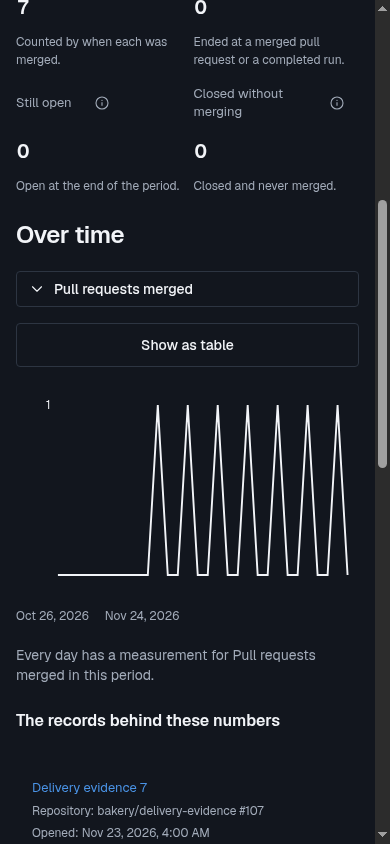 7
0
Counted by when each was
merged.
Ended at a merged pull
request or a completed run.
Still open
Closed without
merging
0
0
Open at the end of the period.
Closed and never merged.
Over time
Pull requests merged
Show as table
1
Oct 26, 2026
Nov 24, 2026
Every day has a measurement for Pull requests
merged in this period.
The records behind these numbers
Delivery evidence 7
Repository: bakery/delivery-evidence #107
Opened: Nov 23, 2026, 4:00 AM